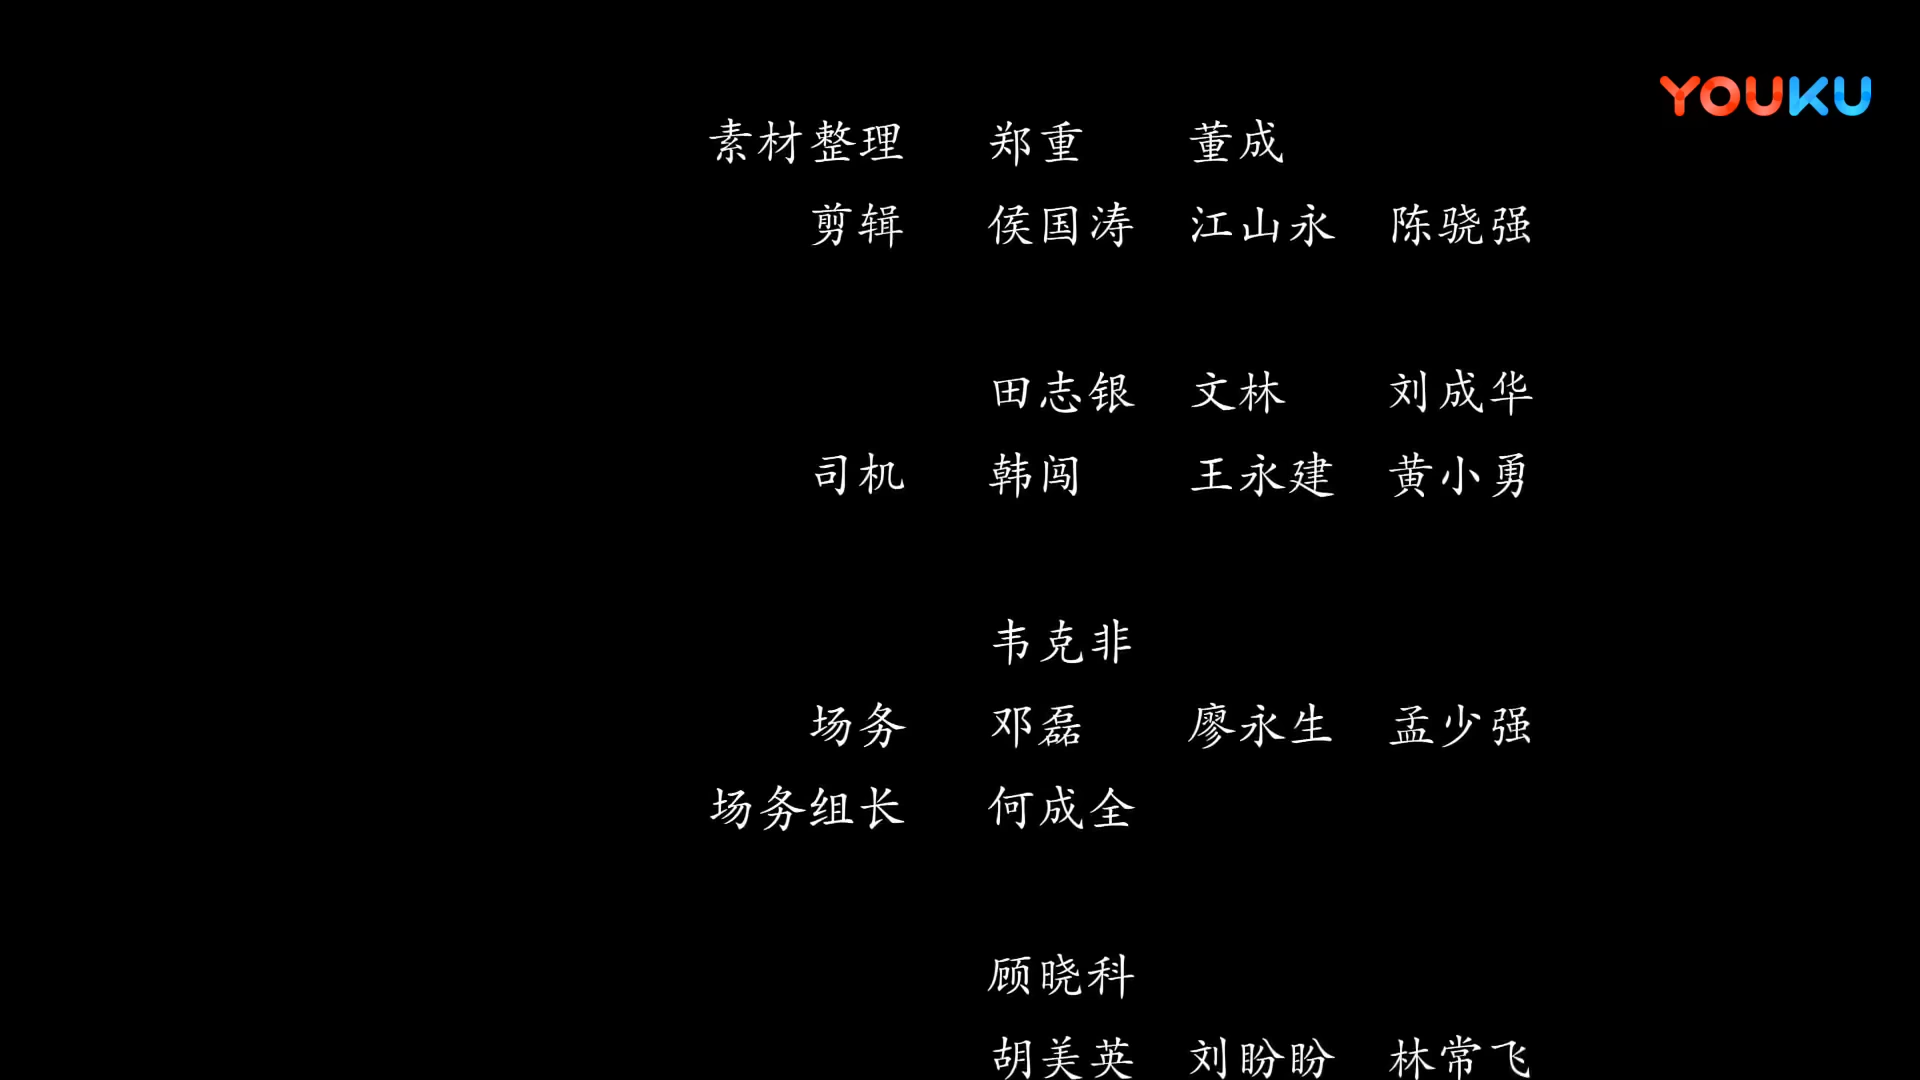 YOUKU
素材整理 郑重 董成
剪辑 侯国涛 江山永 陈骁强
田志银 文林 刘成华
司机 韩闯 王永建 黄小勇
韦克非
场务 邓磊 廖永生 孟少强
场务组长 何成全
顾晓科
胡美英 刘盼盼 林常飞